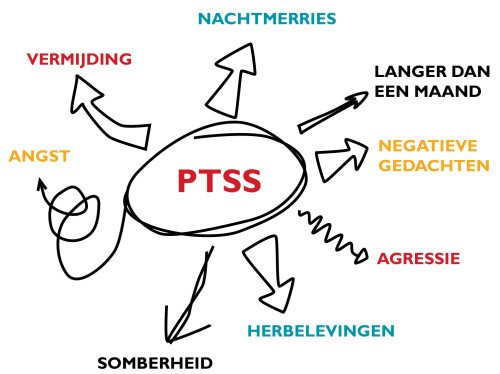 NACHTMERRIES
VERMIJDING
LANGER DAN
EEN MAAND
ANGST
NEGATIEVE
GEDACHTEN
PTSS
AGRESSIE
HERBELEVINGEN
SOMBERHEID